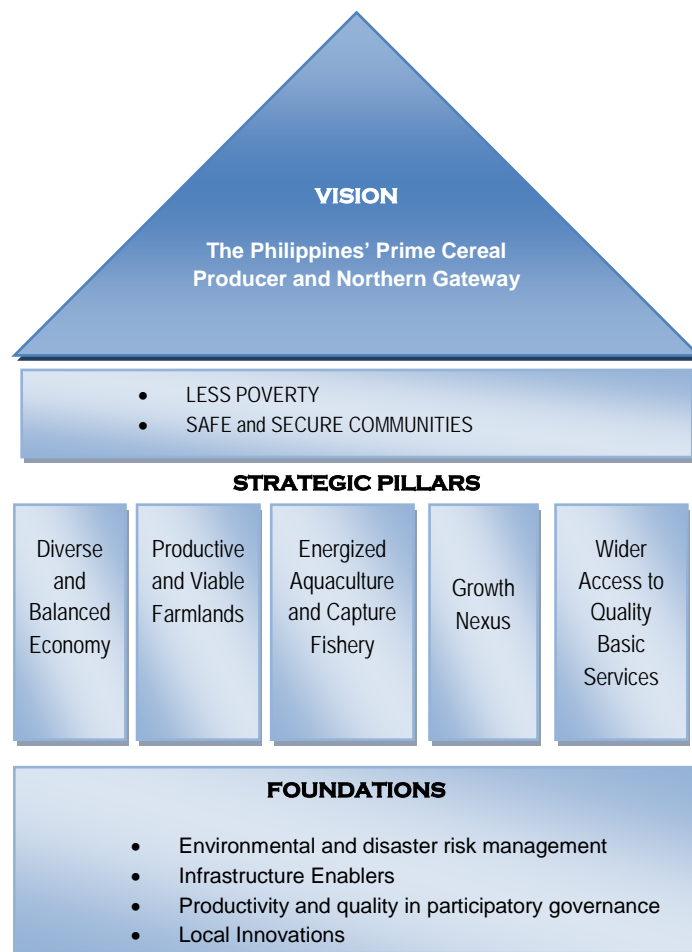 VISION
The Philippines’ Prime Cereal
Producer and Northern Gateway
• LESS POVERTY
• SAFE and SECURE COMMUNITIES
STRATEGIC PILLARS
Diverse
and
Balanced
Economy
Productive
and Viable
Farmlands
Energized
Aquaculture
and Capture
Fishery
Growth
Nexus
Wider
Access to
Quality
Basic
Services
FOUNDATIONS
• Environmental and disaster risk management
• Infrastructure Enablers
• Productivity and quality in participatory governance
• Local Innovations